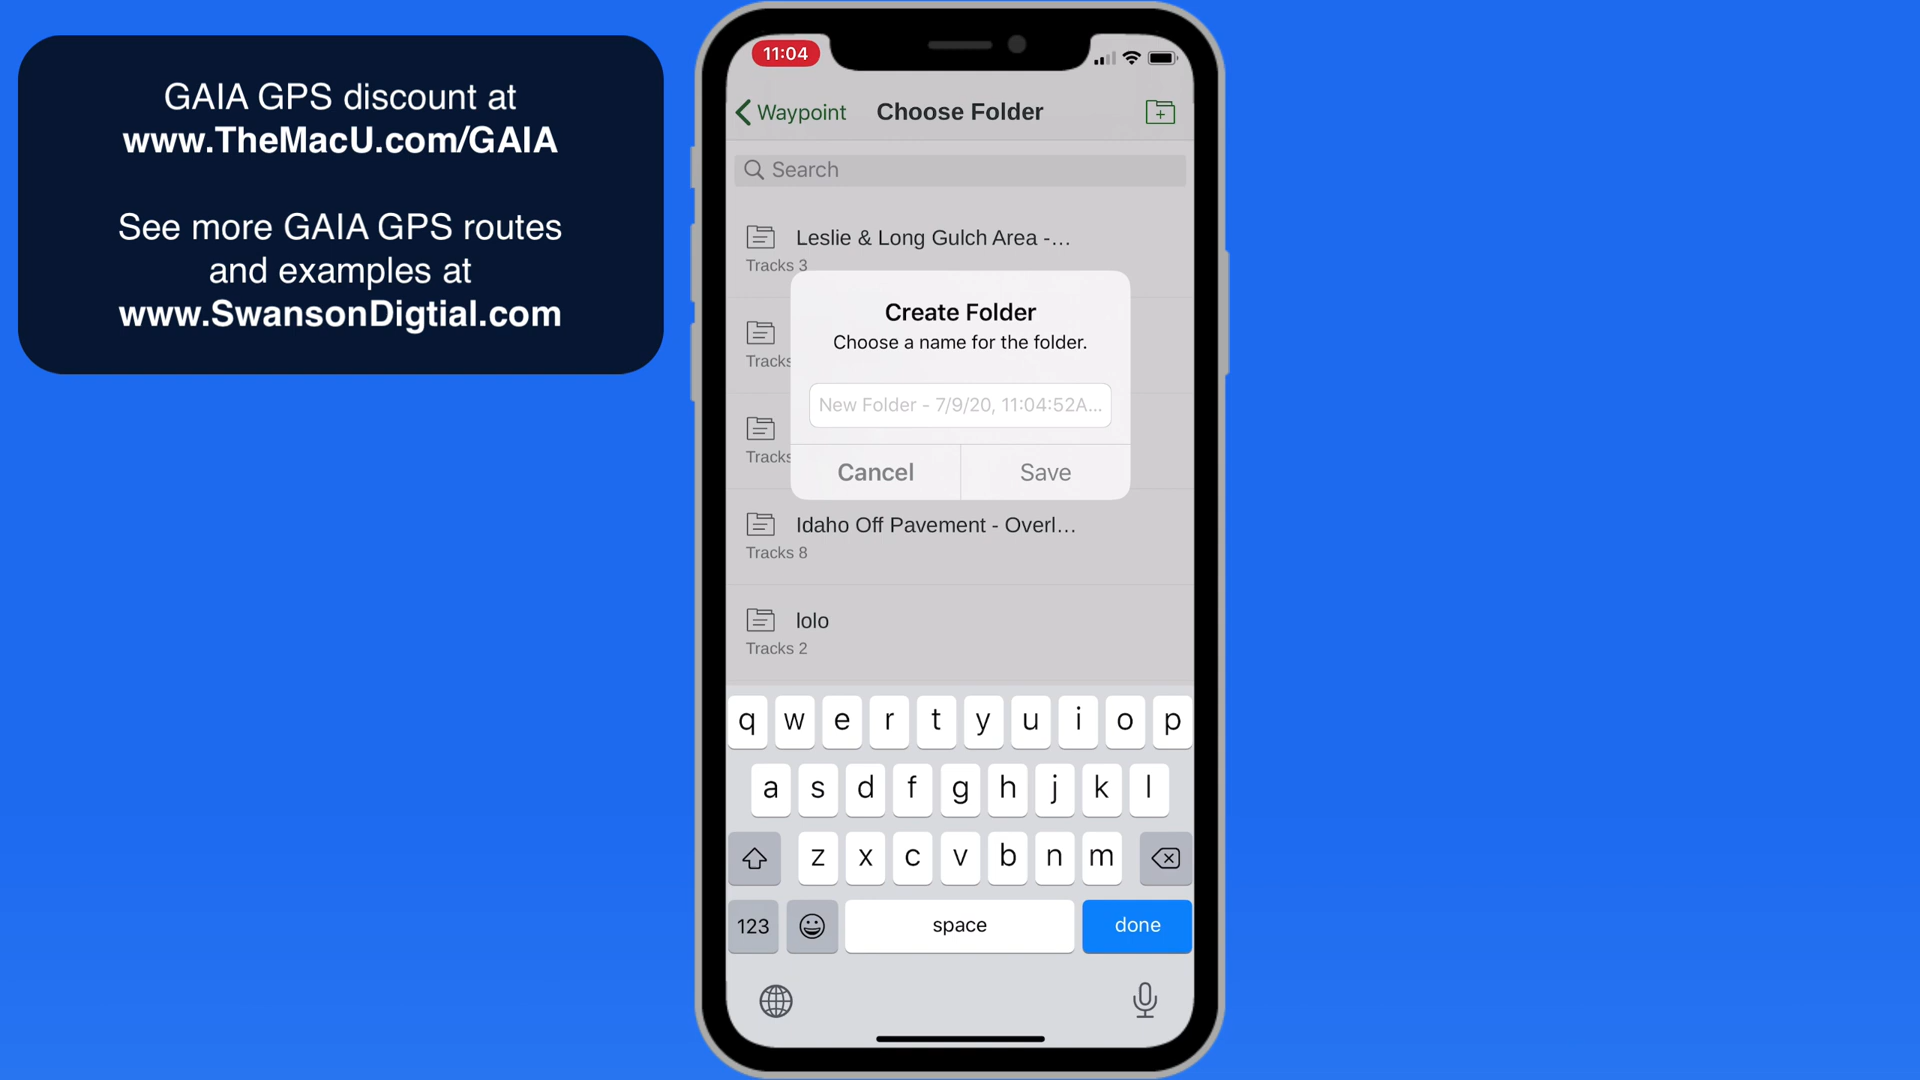 GAIA GPS discount at
www.TheMacU.com/GAIA
See more GAIA GPS routes
and examples at
www.SwansonDigtial.com
11:04
Waypoint
Choose Folder
Search
Leslie & Long Gulch Area -...
Tracks 3
Create Folder
Choose a name for the folder.
Tracks
New Folder - 7/9/20, 11:04:52A...
Tracks
Cancel
Save
Idaho Off Pavement - Overl...
Tracks 8
lolo
Tracks 2
q w e r t y u i o p
a s d f g h j k l
z x c v b n m
123
space
done